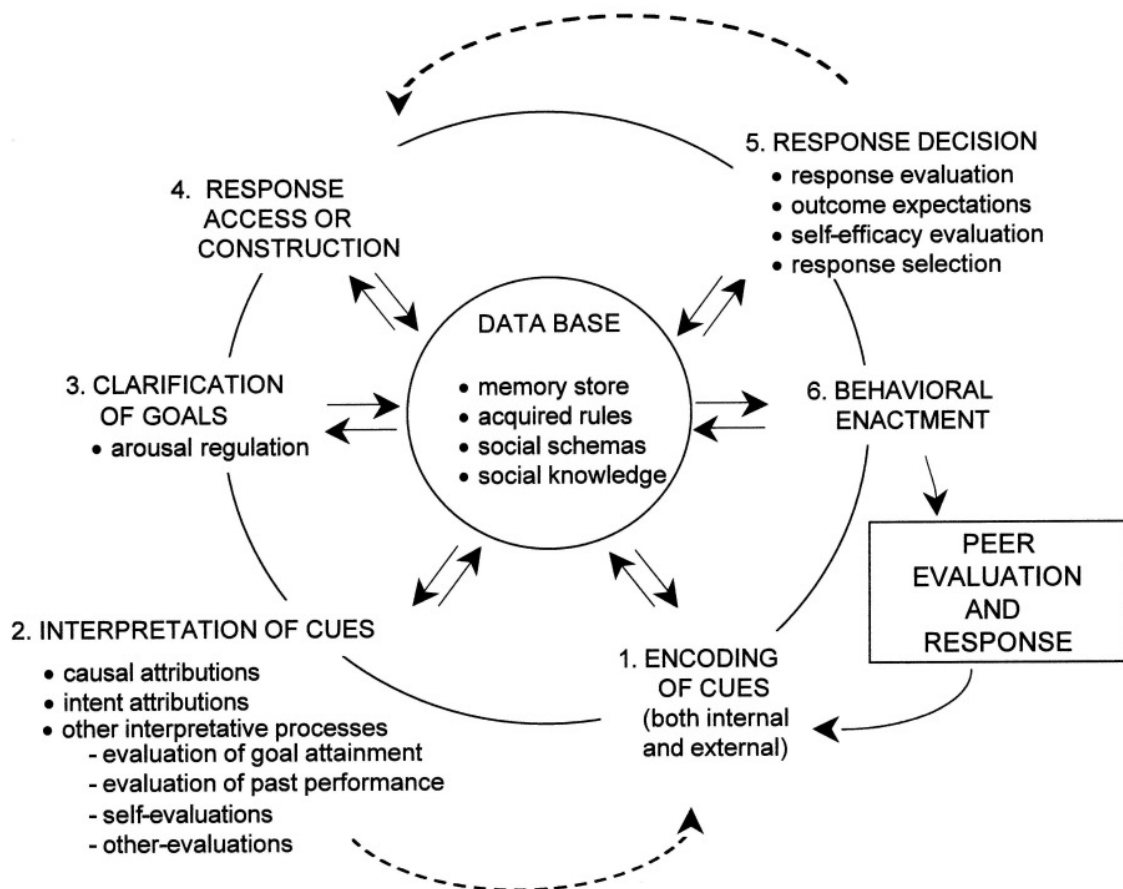 5. RESPONSE DECISION
• response evaluation
• outcome expectations
• self-efficacy evaluation
• response selection
4. RESPONSE
ACCESS OR
CONSTRUCTION
DATA BASE
• memory store
• acquired rules
• social schemas
• social knowledge
3. CLARIFICATION
OF GOALS
• arousal regulation
6. BEHAVIORAL
ENACTMENT
PEER
EVALUATION
AND
RESPONSE
2. INTERPRETATION OF CUES
• causal attributions
• intent attributions
• other interpretative processes
- evaluation of goal attainment
- evaluation of past performance
- self-evaluations
- other-evaluations
1. ENCODING
OF CUES
(both internal
and external)